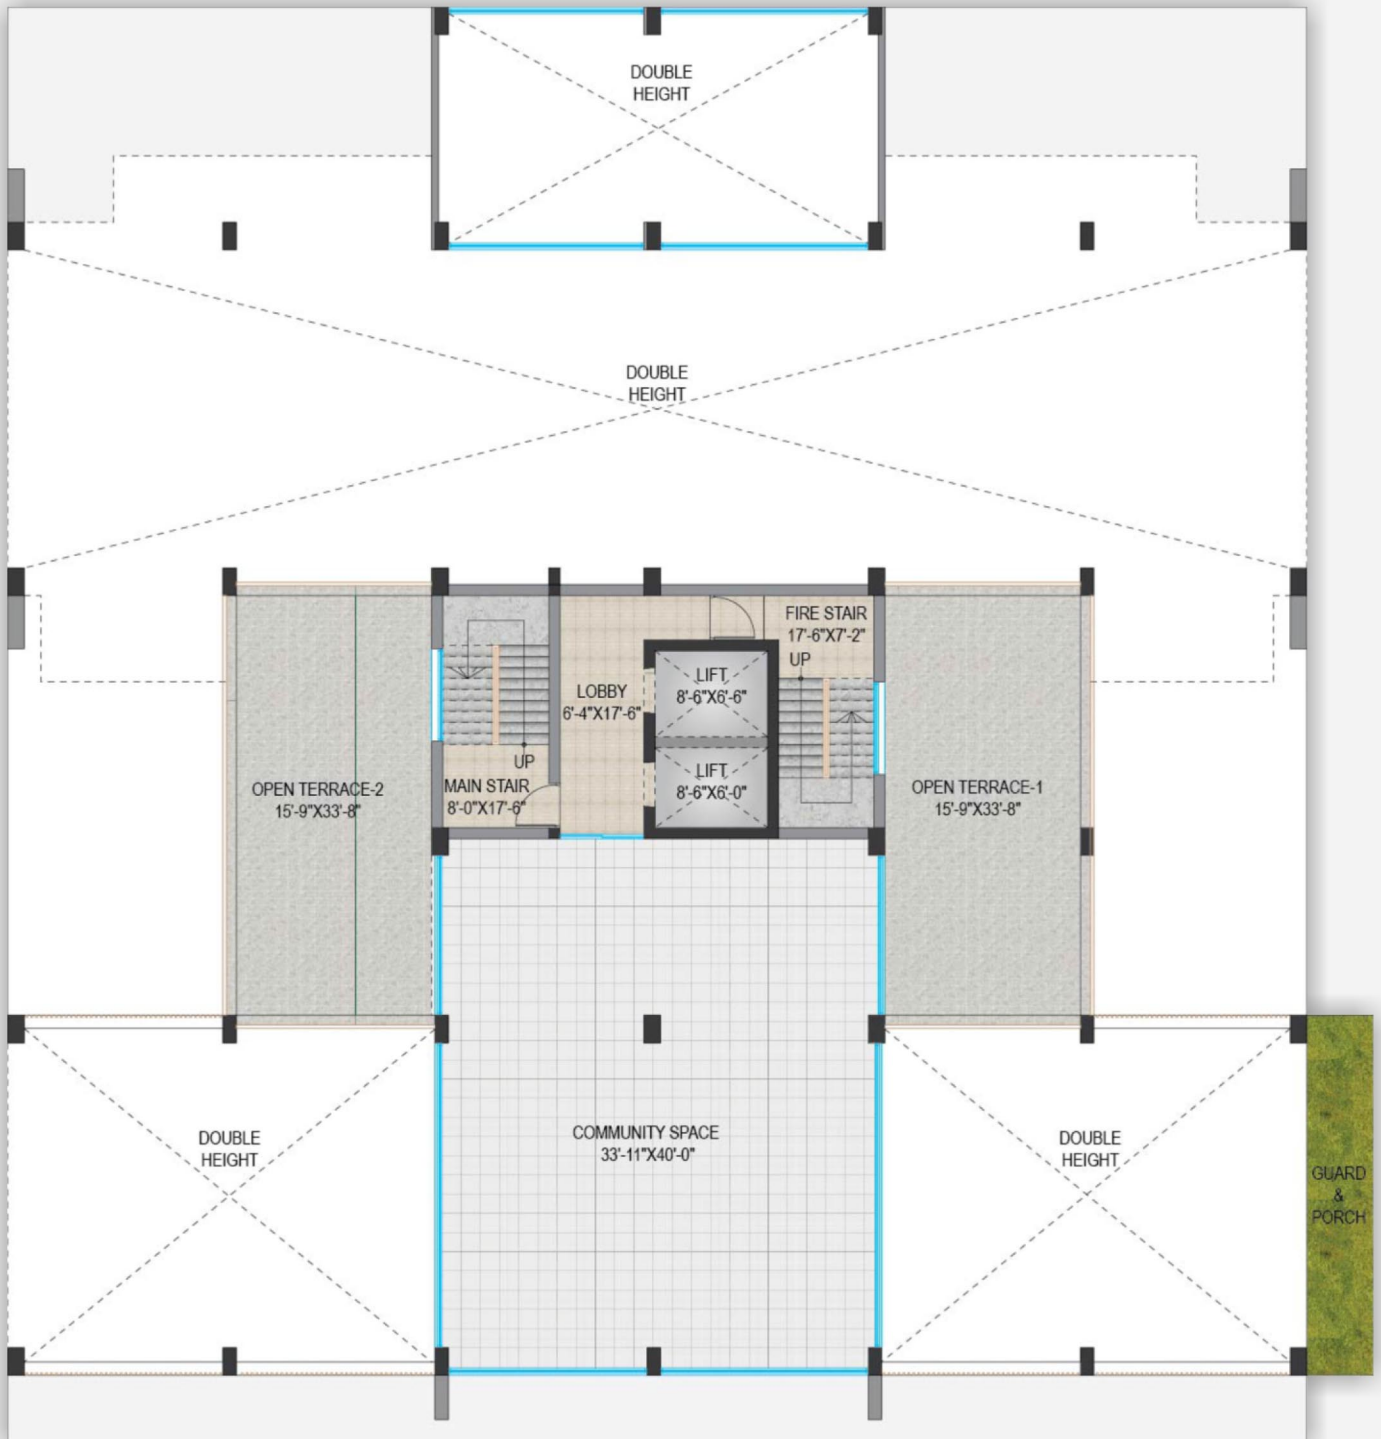 DOUBLE
HEIGHT
DOUBLE
HEIGHT
FIRE STAIR
17'-6"X7'-2"
UP
LIFT
8'-6"X6'-6"
LOBBY
6'-4"X17'-6"
UP
LIFT
8'-6"X6'-0"
MAIN STAIR
8'-0"X17'-6"
OPEN TERRACE-2
15'-9"X33'-8"
OPEN TERRACE-1
15'-9"X33'-8"
DOUBLE
HEIGHT
COMMUNITY SPACE
33'-11"X40'-0"
DOUBLE
HEIGHT
GUARD
&
PORCH